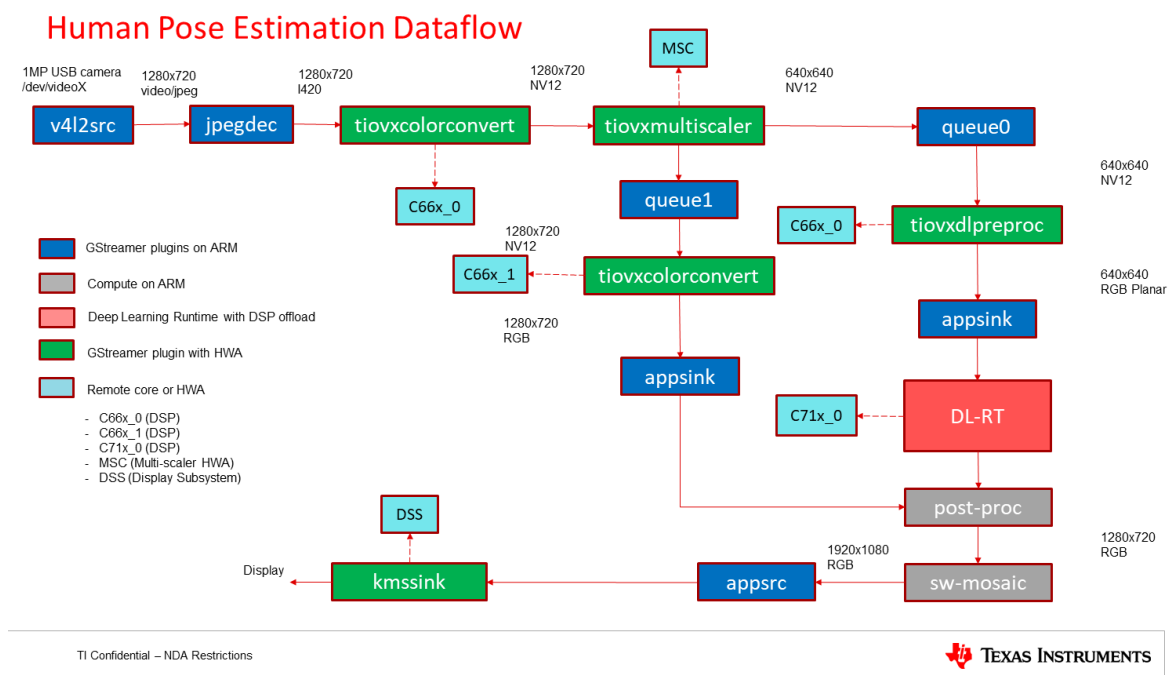 Human Pose Estimation Dataflow
1MP USB camera
/dev/videoX
1280x720
video/jpeg
1280x720
I420
1280x720
NV12
MSC
640x640
NV12
v4l2src
jpegdec
tiovxcolorconvert
tiovxmultiscaler
queue0
640x640
NV12
C66x_0
queue1
C66x_0
tiovxdlpreproc
1280x720
NV12
C66x_1
tiovxcolorconvert
640x640
RGB Planar
GStreamer plugins on ARM
Compute on ARM
Deep Learning Runtime with DSP offload
GStreamer plugin with HWA
Remote core or HWA
- C66x_0 (DSP)
- C66x_1 (DSP)
- C71x_0 (DSP)
- MSC (Multi-scaler HWA)
- DSS (Display Subsystem)
1280x720
RGB
appsink
appsink
C71x_0
DL-RT
DSS
post-proc
1280x720
RGB
1920x1080
RGB
Display
kmssink
appsrc
sw-mosaic
TI Confidential – NDA Restrictions
TEXAS INSTRUMENTS